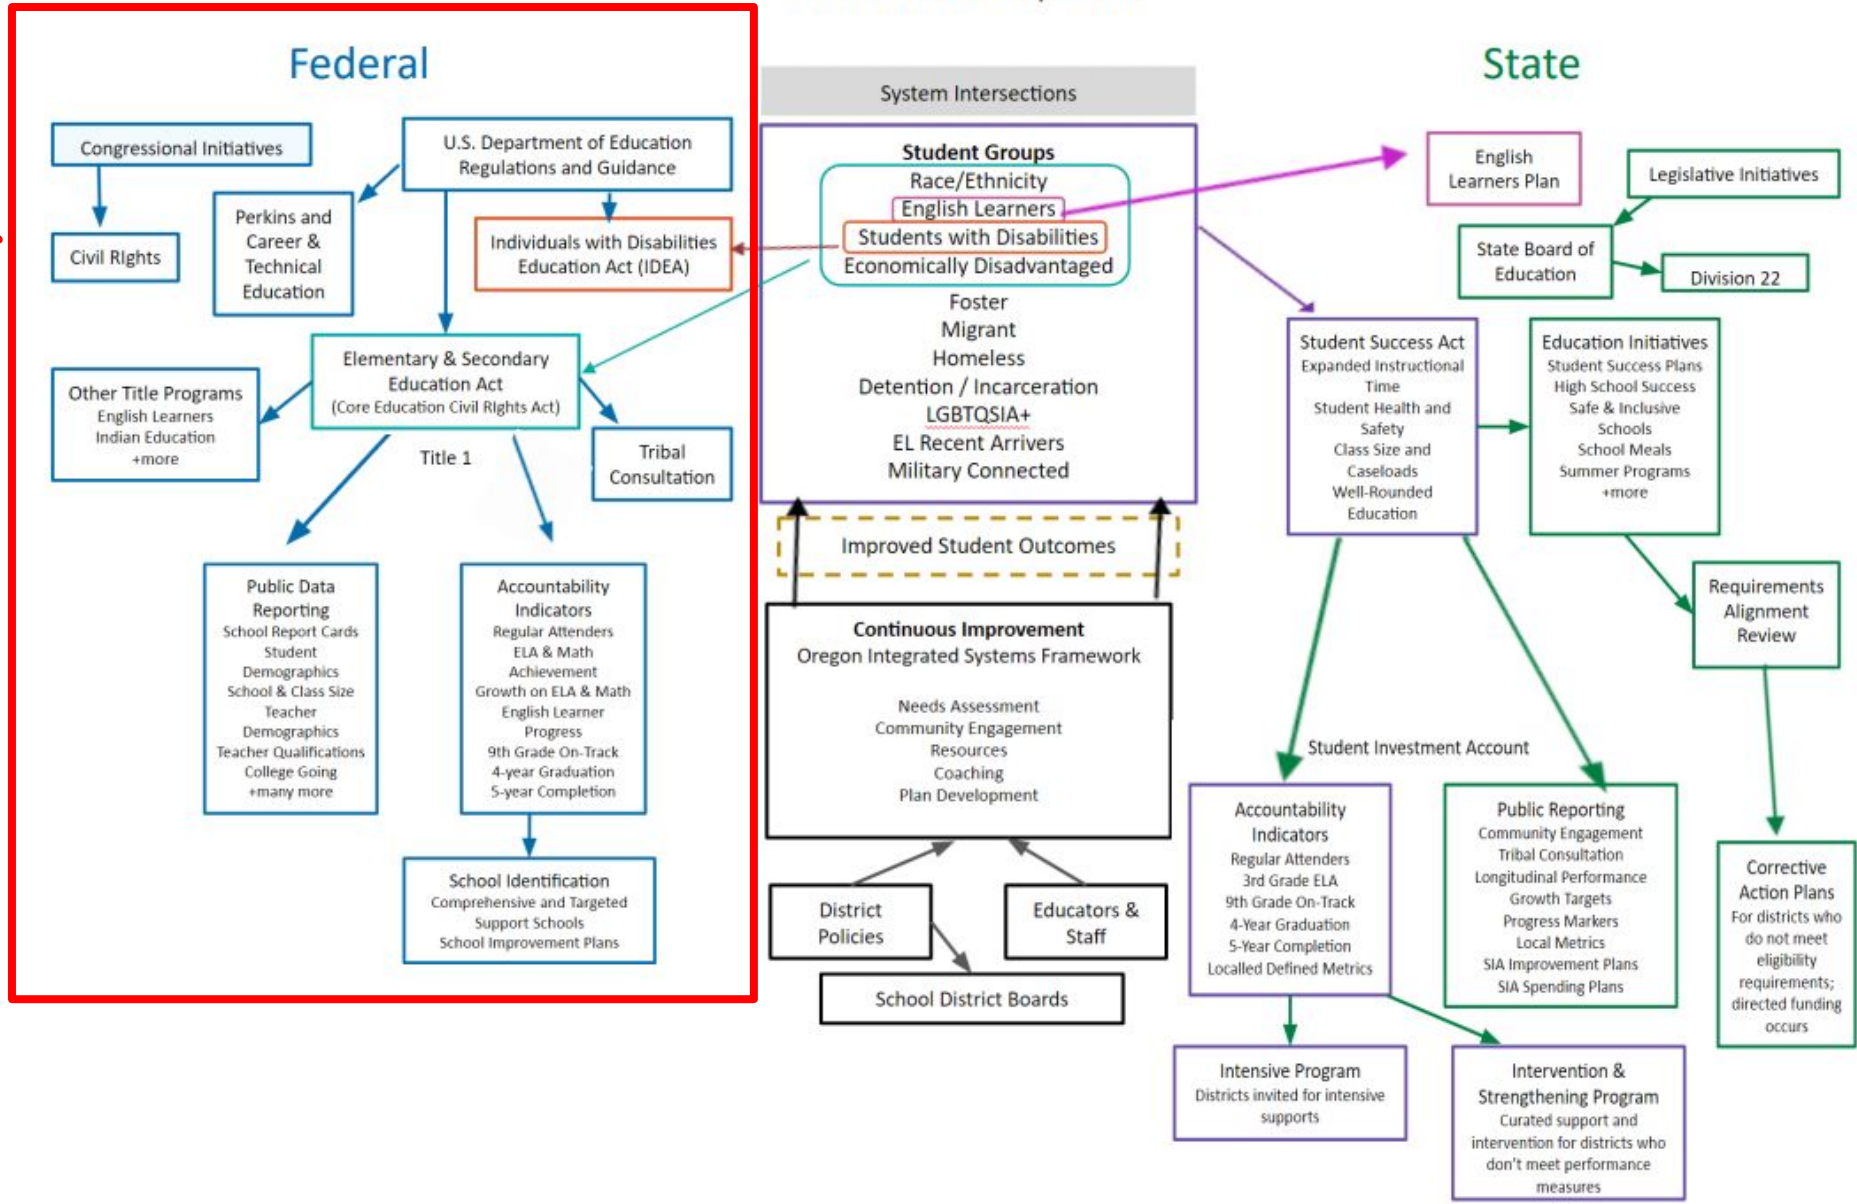 Federal
Congressional Initiatives
U.S. Department of Education
Regulations and Guidance
Civil RIghts
Perkins and
Career &
Technical
Education
Individuals with Disabilities
Education Act (IDEA)
Elementary & Secondary
Education Act
(Core Education Civil RIghts Act)
Other Title Programs
English Learners
Indian Education
+more
Title 1
Tribal
Consultation
Public Data
Reporting
School Report Cards
Student
Demographics
School & Class Size
Teacher
Demographics
Teacher Qualifications
College Going
+many more
Accountability
Indicators
Regular Attenders
ELA & Math
Achievement
Growth on ELA & Math
English Learner
Progress
9th Grade On-Track
4-year Graduation
5-year Completion
School Identification
Comprehensive and Targeted
Support Schools
School Improvement Plans
System Intersections
Student Groups
Race/Ethnicity
English Learners
Students with Disabilities
Economically Disadvantaged
Foster
Migrant
Homeless
Detention / Incarceration
LGBTQSIA+
EL Recent Arrivers
Military Connected
Improved Student Outcomes
Continuous Improvement
Oregon Integrated Systems Framework
Needs Assessment
Community Engagement
Resources
Coaching
Plan Development
District
Policies
Educators &
Staff
School District Boards
State
English
Learners Plan
Legislative Initiatives
State Board of
Education
Division 22
Student Success Act
Expanded Instructional
Time
Student Health and
Safety
Class Size and
Caseloads
Well-Rounded
Education
Education Initiatives
Student Success Plans
High School Success
Safe & Inclusive
Schools
School Meals
Summer Programs
+more
Requirements
Alignment
Review
Student Investment Account
Accountability
Indicators
Regular Attenders
3rd Grade ELA
9th Grade On-Track
4-Year Graduation
5-Year Completion
Localled Defined Metrics
Public Reporting
Community Engagement
Tribal Consultation
Longitudinal Performance
Growth Targets
Progress Markers
Local Metrics
SIA Improvement Plans
SIA Spending Plans
Corrective
Action Plans
For districts who
do not meet
eligibility
requirements;
directed funding
occurs
Intensive Program
Districts invited for intensive
supports
Intervention &
Strengthening Program
Curated support and
intervention for districts who
don't meet performance
measures